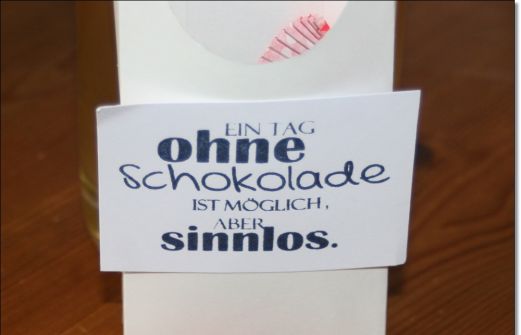 EIN TAG
ohne
Schokolade
IST MÖGLICH,
ABER
sinnlos.